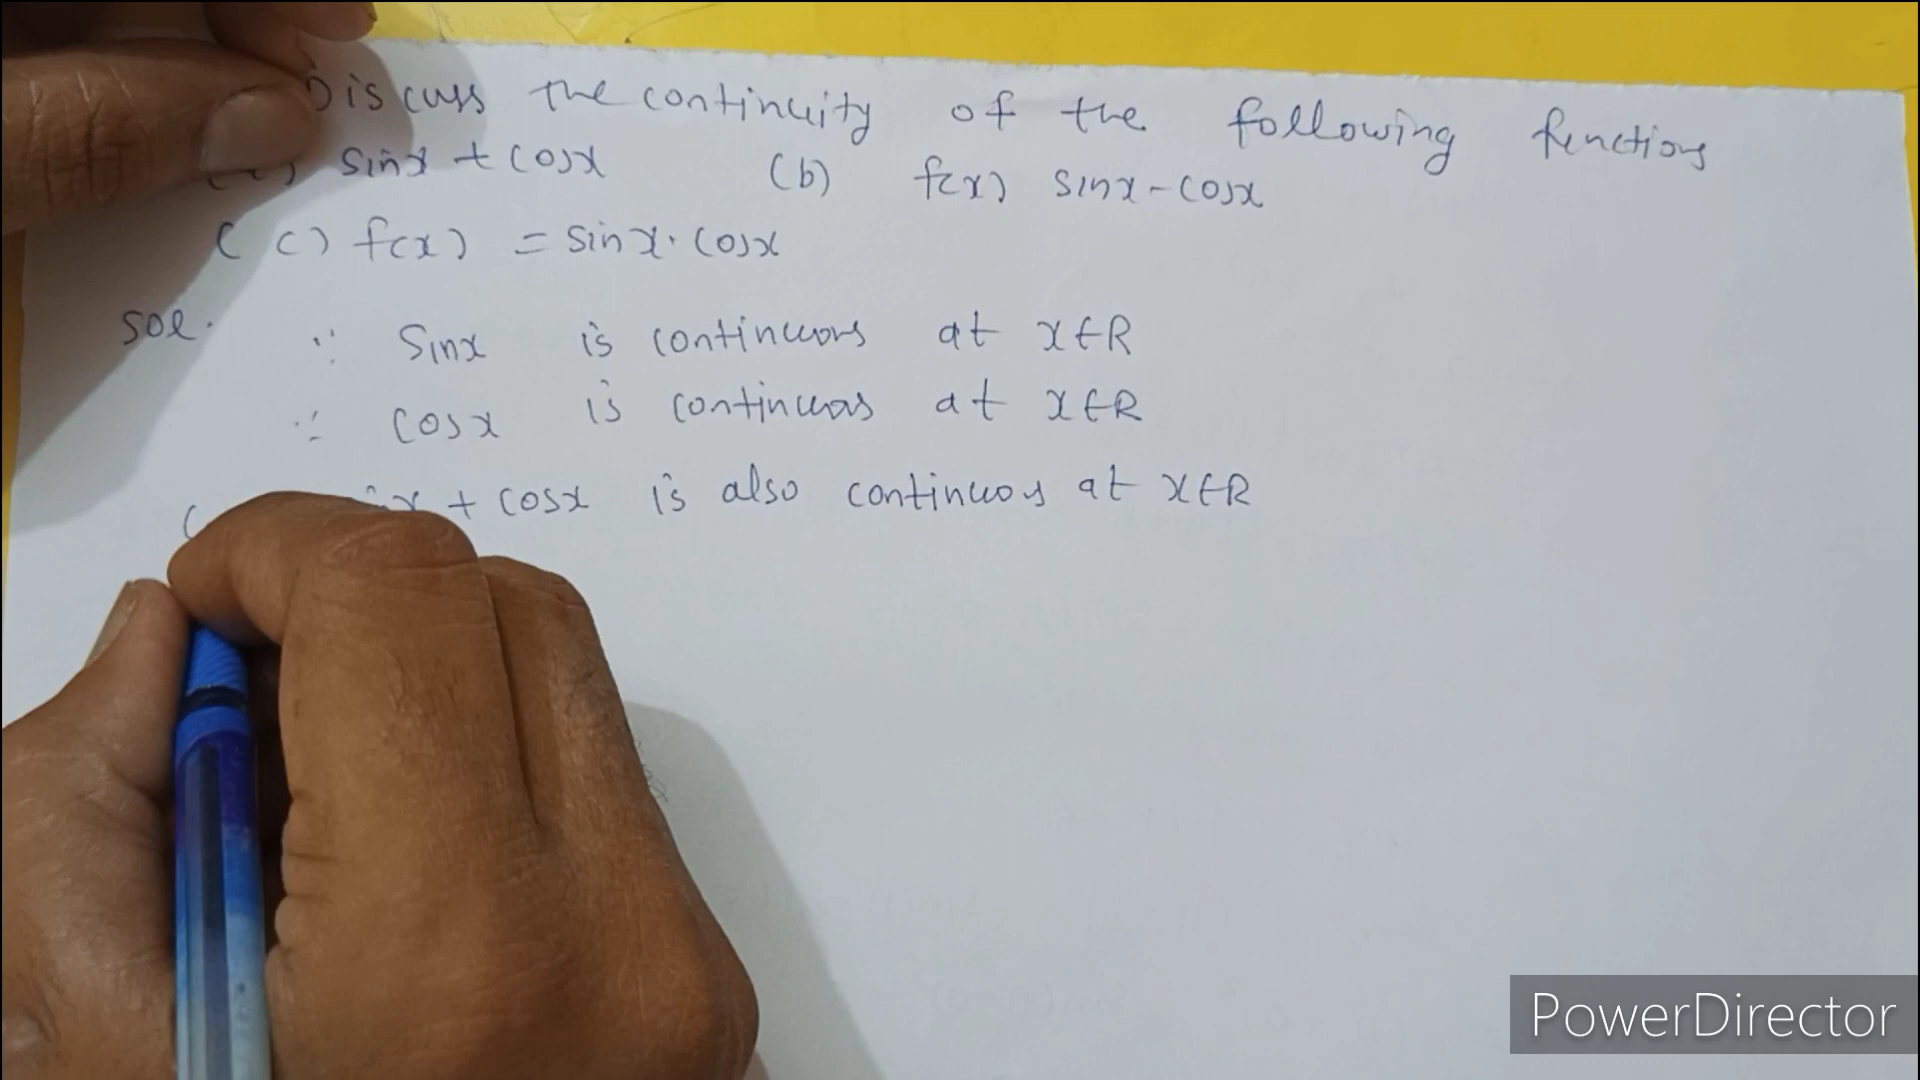 Discuss the continuity of the following functions
sinx + cosx (b) f(x) sinx - cosx
(c) f(x) = sinx . cosx
Sol.
∵ Sinx is continuous at x∈R
∵ cosx is continuous at x∈R
+ cosx is also continuous at x∈R
PowerDirector